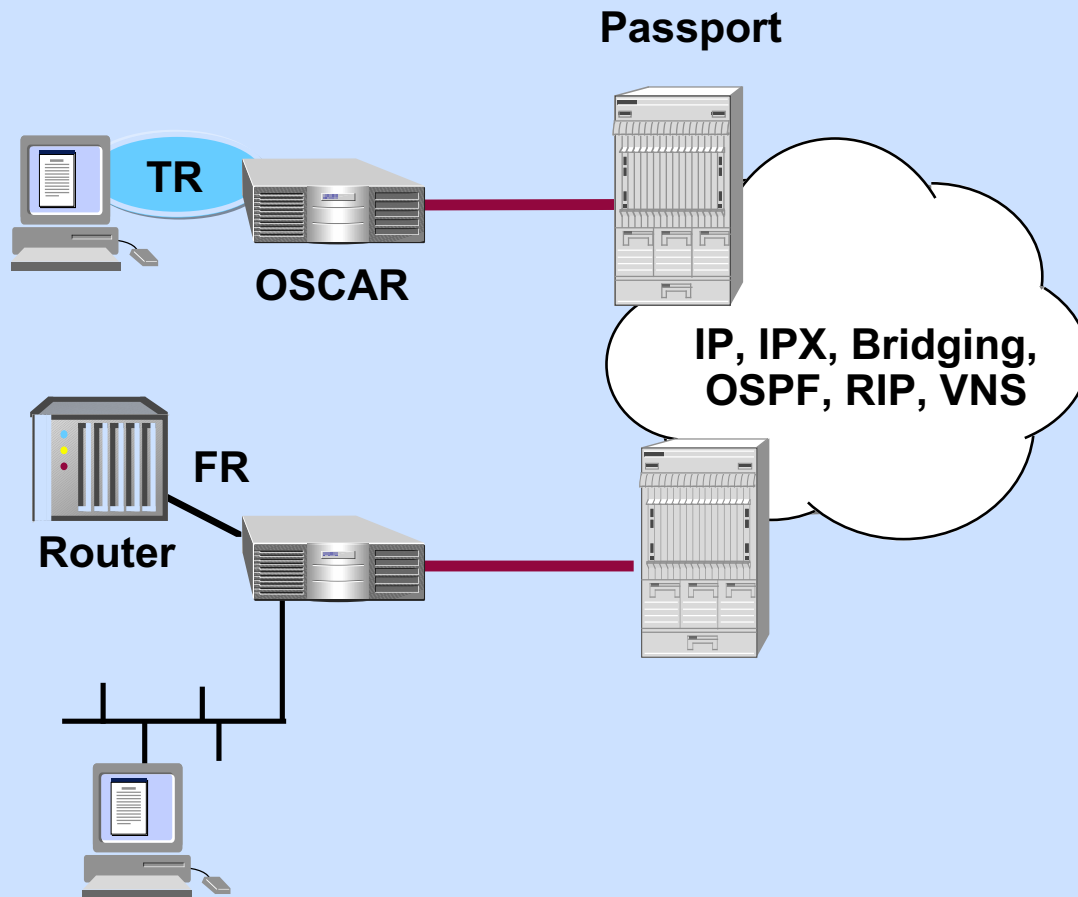 Passport
TR
OSCAR
IP, IPX, Bridging,
OSPF, RIP, VNS
FR
Router